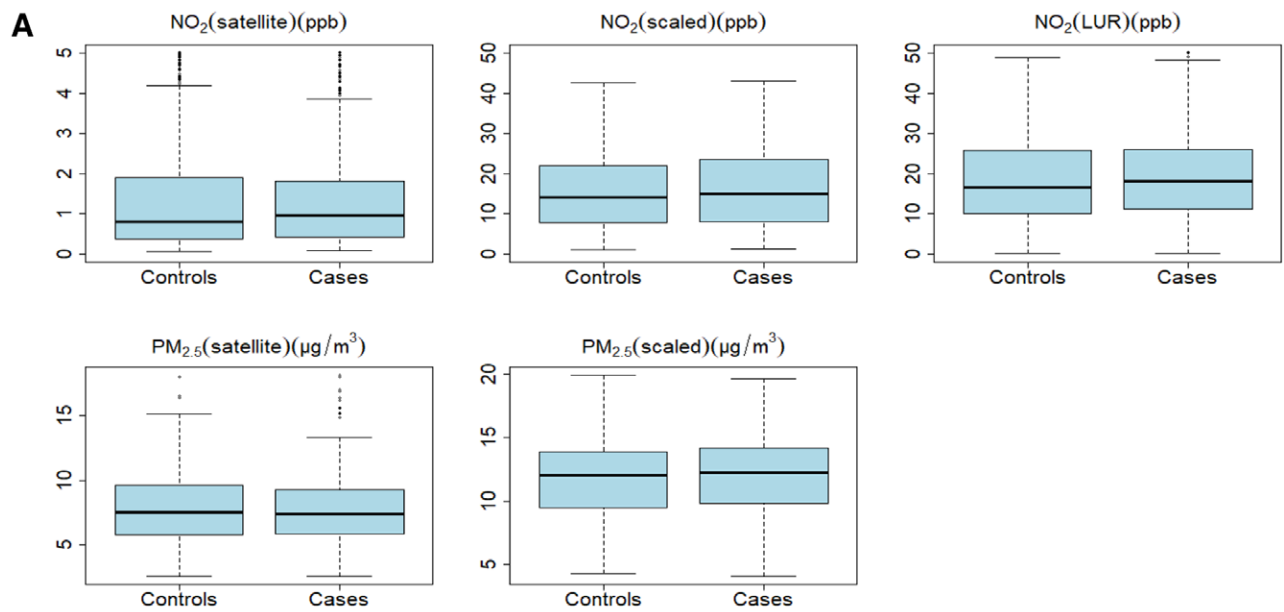 A
NO₂(satellite)(ppb)
5
4
3
2
1
0
Controls
Cases
NO₂(scaled)(ppb)
50
40
30
20
10
0
Controls
Cases
NO₂(LUR)(ppb)
50
40
30
20
10
0
Controls
Cases
PM₂.₅(satellite)(µg/m³)
15
10
5
Controls
Cases
PM₂.₅(scaled)(µg/m³)
20
15
10
5
Controls
Cases